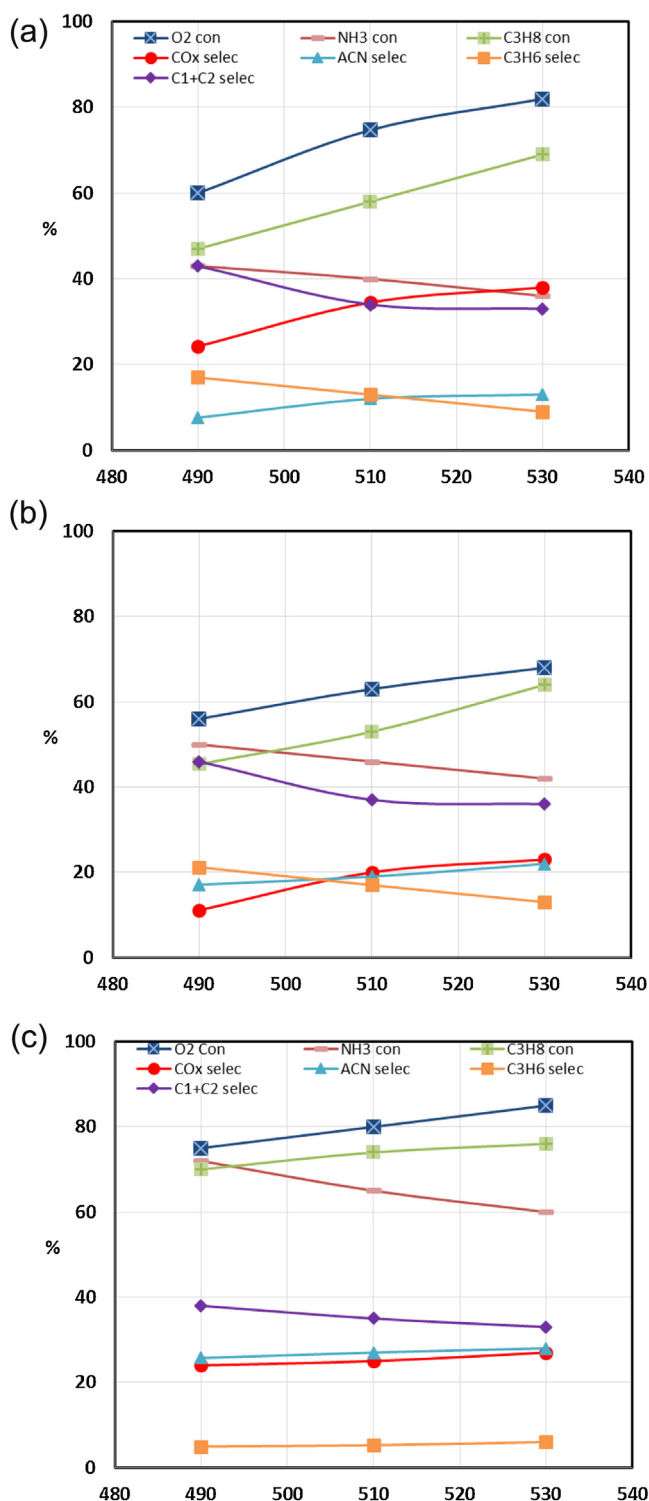 (a)
100
O2 con NH3 con C3H8 con
COx selec ACN selec C3H6 selec
C1+C2 selec
80
60
%
40
20
0
480 490 500 510 520 530 540
(b)
100
80
60
%
40
20
0
480 490 500 510 520 530 540
(c)
100
O2 Con NH3 con C3H8 con
COx selec ACN selec C3H6 selec
C1+C2 selec
80
60
%
40
20
0
480 490 500 510 520 530 540